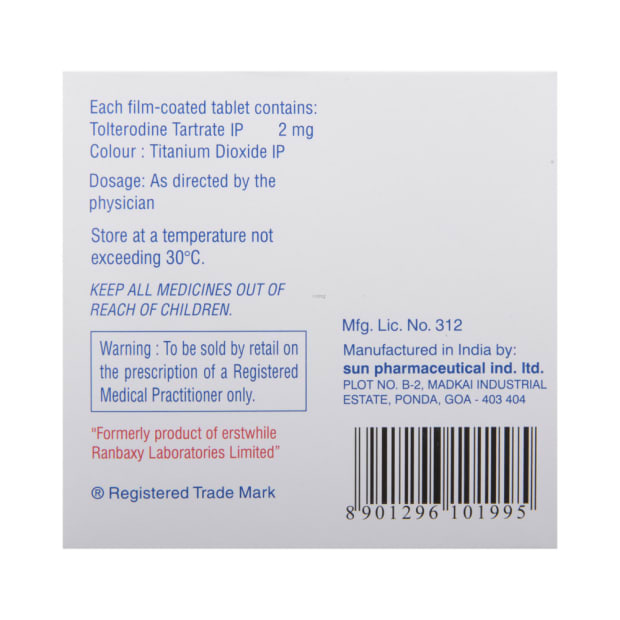 Each film-coated tablet contains:
Tolterodine Tartrate IP 2 mg
Colour : Titanium Dioxide IP
Dosage: As directed by the
physician
Store at a temperature not
exceeding 30°C.
KEEP ALL MEDICINES OUT OF
REACH OF CHILDREN.
Warning : To be sold by retail on
the prescription of a Registered
Medical Practitioner only.
"Formerly product of erstwhile
Ranbaxy Laboratories Limited"
® Registered Trade Mark
Mfg. Lic. No. 312
Manufactured in India by:
sun pharmaceutical ind. ltd.
PLOT NO. B-2, MADKAI INDUSTRIAL
ESTATE, PONDA, GOA - 403 404
8 901296 101995